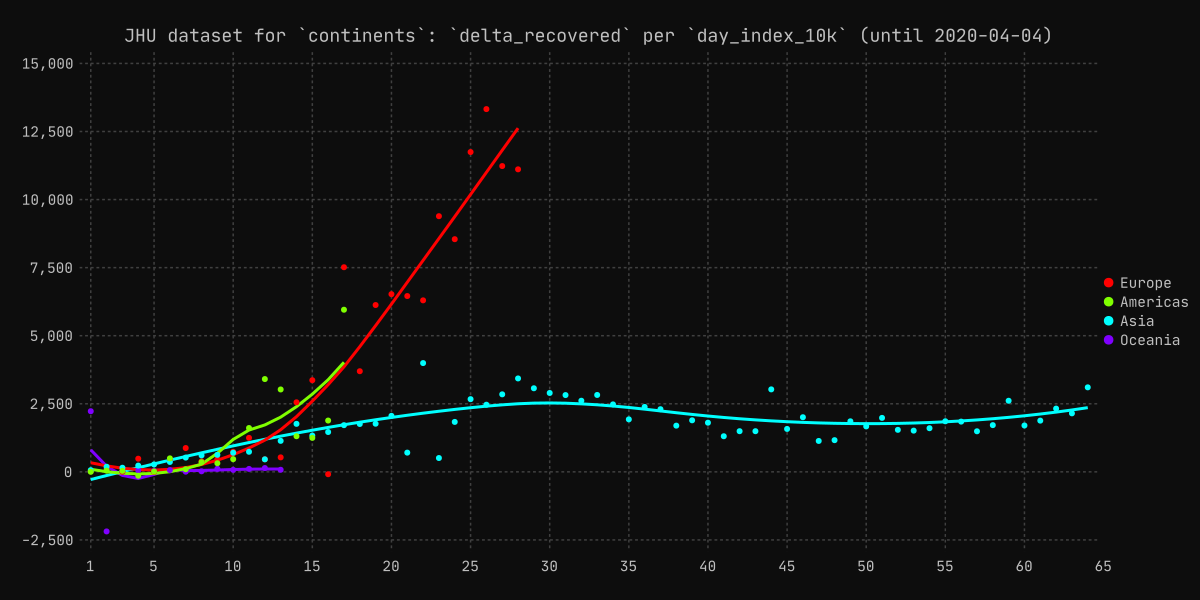 JHU dataset for `continents`: `delta_recovered` per `day_index_10k` (until 2020-04-04)
15,000
12,500
10,000
7,500
5,000
2,500
0
−2,500
1 5 10 15 20 25 30 35 40 45 50 55 60 65
Europe
Americas
Asia
Oceania